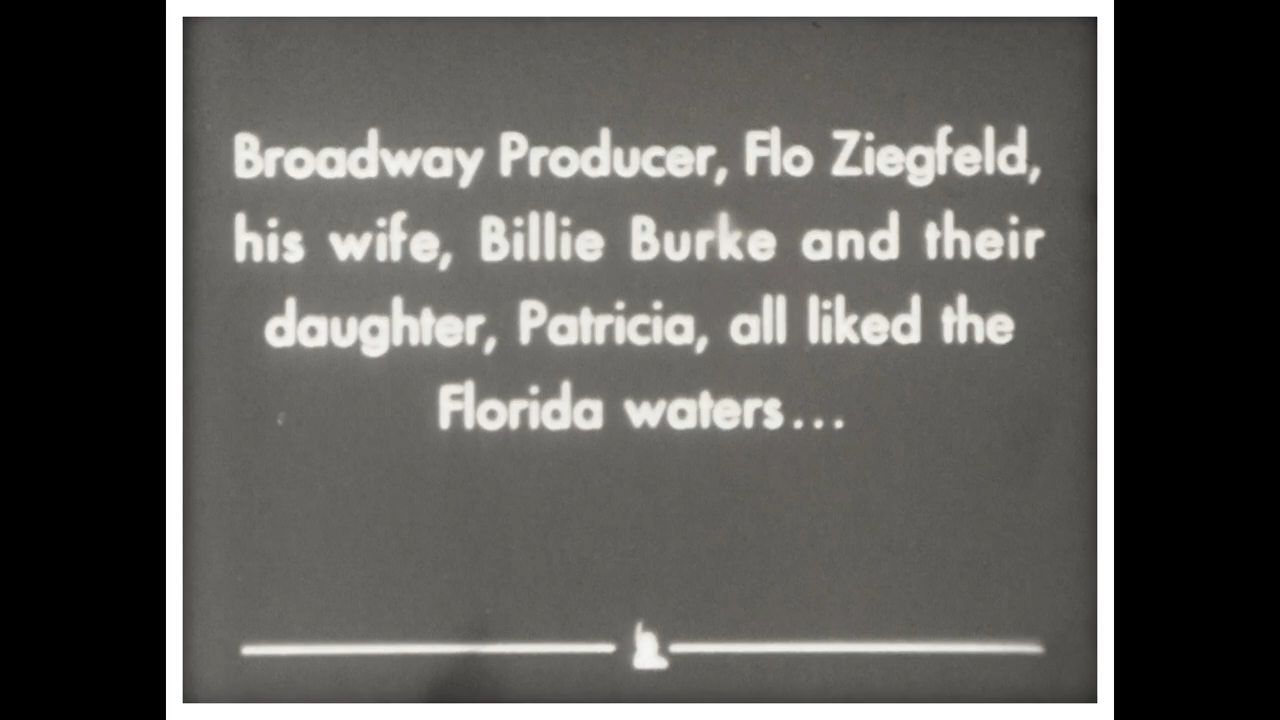 Broadway Producer, Flo Ziegfeld,
his wife, Billie Burke and their
daughter, Patricia, all liked the
Florida waters...